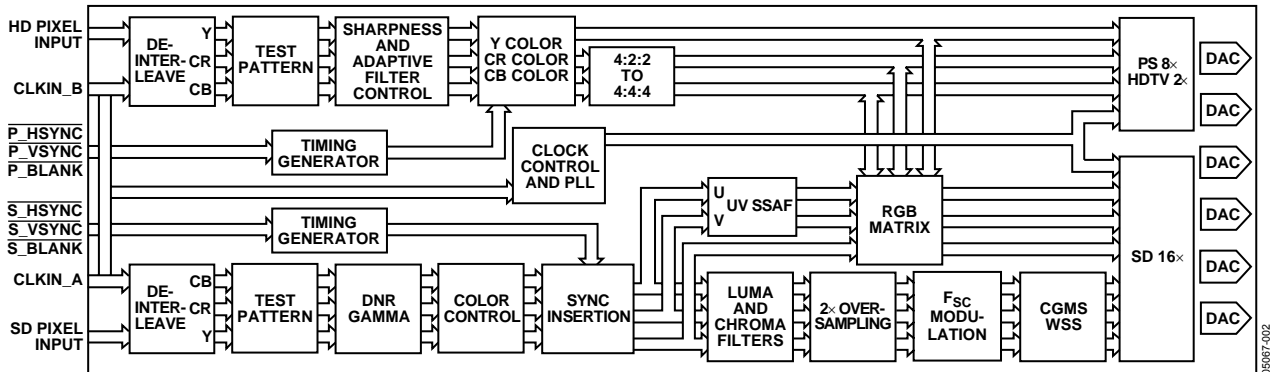 HD PIXEL
INPUT
CLKIN_B
P_HSYNC
P_VSYNC
P_BLANK
S_HSYNC
S_VSYNC
S_BLANK
CLKIN_A
SD PIXEL
INPUT
DE-
INTER-
LEAVE
Y
CR
CB
TEST
PATTERN
SHARPNESS
AND
ADAPTIVE
FILTER
CONTROL
Y COLOR
CR COLOR
CB COLOR
4:2:2
TO
4:4:4
PS 8×
HDTV 2×
TIMING
GENERATOR
CLOCK
CONTROL
AND PLL
TIMING
GENERATOR
U
V
UV SSAF
RGB
MATRIX
DE-
INTER-
LEAVE
CB
CR
Y
TEST
PATTERN
DNR
GAMMA
COLOR
CONTROL
SYNC
INSERTION
LUMA
AND
CHROMA
FILTERS
2× OVER-
SAMPLING
FSC
MODU-
LATION
CGMS
WSS
SD 16×
DAC
DAC
DAC
DAC
DAC
DAC
05067-002